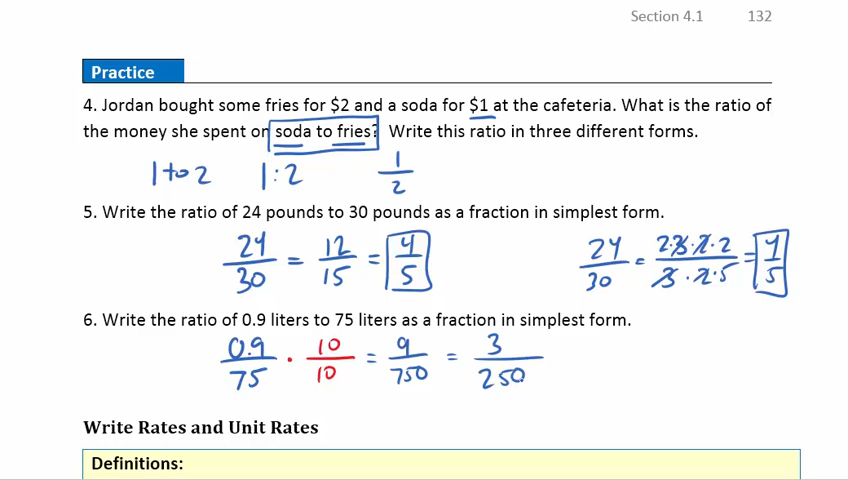 Section 4.1 132
Practice
4. Jordan bought some fries for $2 and a soda for $1 at the cafeteria. What is the ratio of
the money she spent on soda to fries? Write this ratio in three different forms.
1 to 2 1:2 1/2
5. Write the ratio of 24 pounds to 30 pounds as a fraction in simplest form.
24/30 = 12/15 = 4/5 24/30 = 2·3·2·2/3·2·5 = 4/5
6. Write the ratio of 0.9 liters to 75 liters as a fraction in simplest form.
0.9/75 · 10/10 = 9/750 = 3/250
Write Rates and Unit Rates
Definitions: